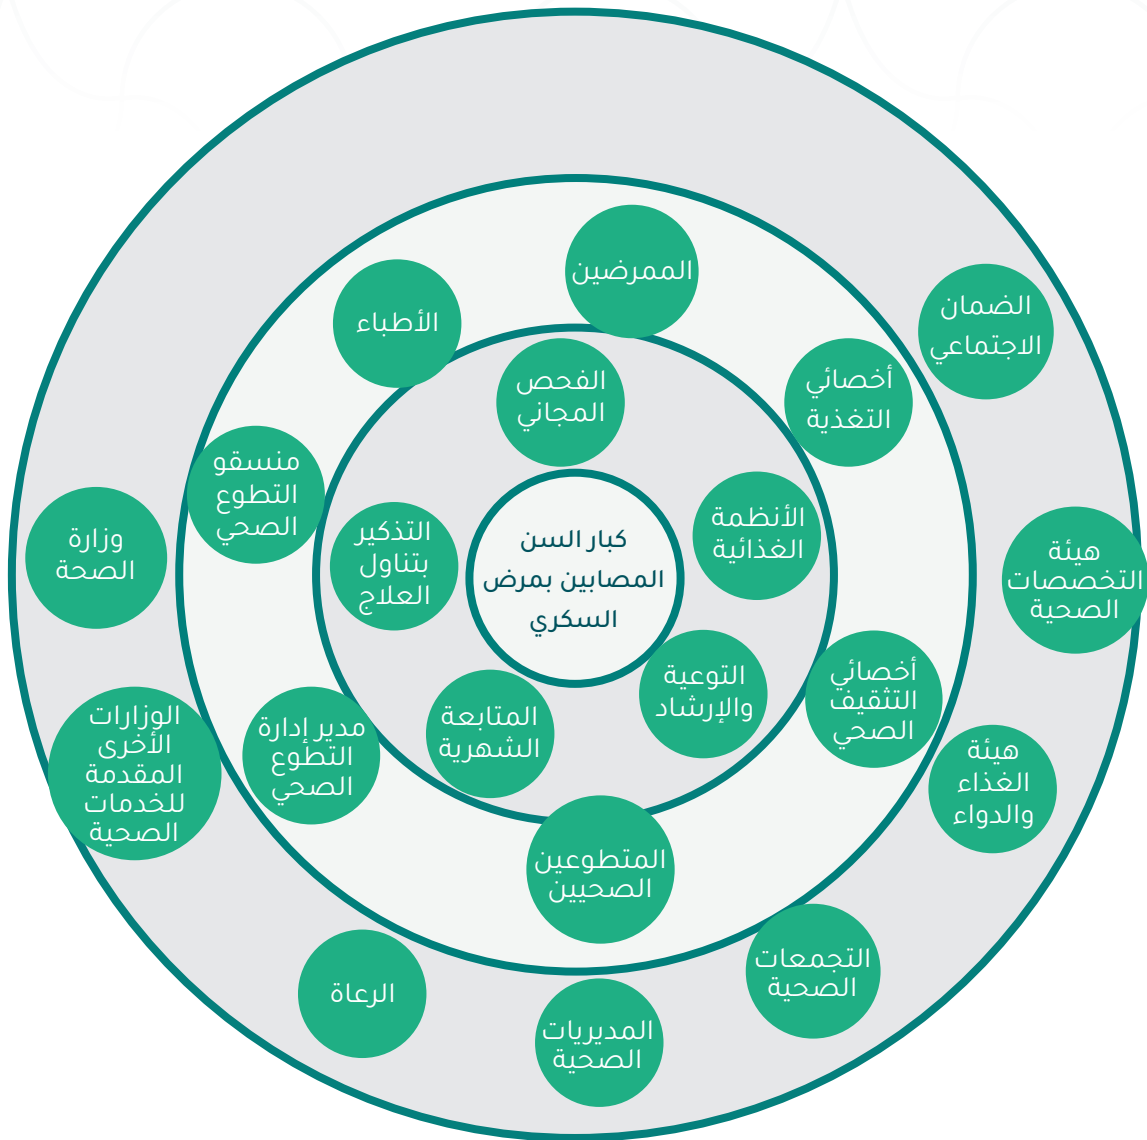 كبار السن
المصابين بمرض
السكري
الفحص
المجاني
الأنظمة
الغذائية
التوعية
والإرشاد
المتابعة
الشهرية
التذكير
بتناول
العلاج
الممرضين
أخصائي
التغذية
أخصائي
التثقيف
الصحي
المتطوعين
الصحيين
مدير إدارة
التطوع
الصحي
منسقو
التطوع
الصحي
الأطباء
الضمان
الاجتماعي
هيئة
التخصصات
الصحية
هيئة
الغذاء
والدواء
التجمعات
الصحية
المديريات
الصحية
الرعاة
الوزارات
الأخرى
المقدمة
للخدمات
الصحية
وزارة
الصحة